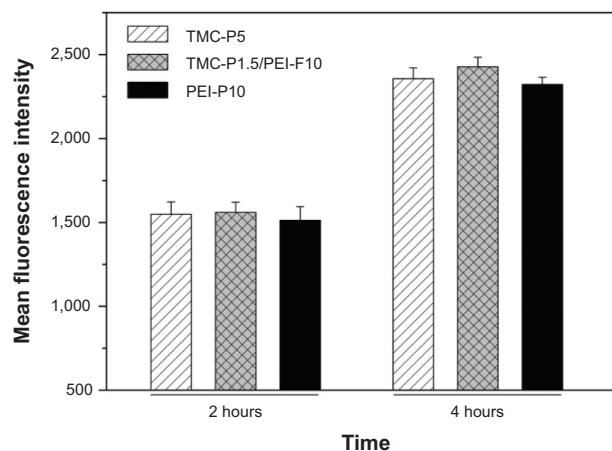 TMC-P5
TMC-P1.5/PEI-F10
PEI-P10
Mean fluorescence intensity
2,500
2,000
1,500
1,000
500
2 hours
4 hours
Time